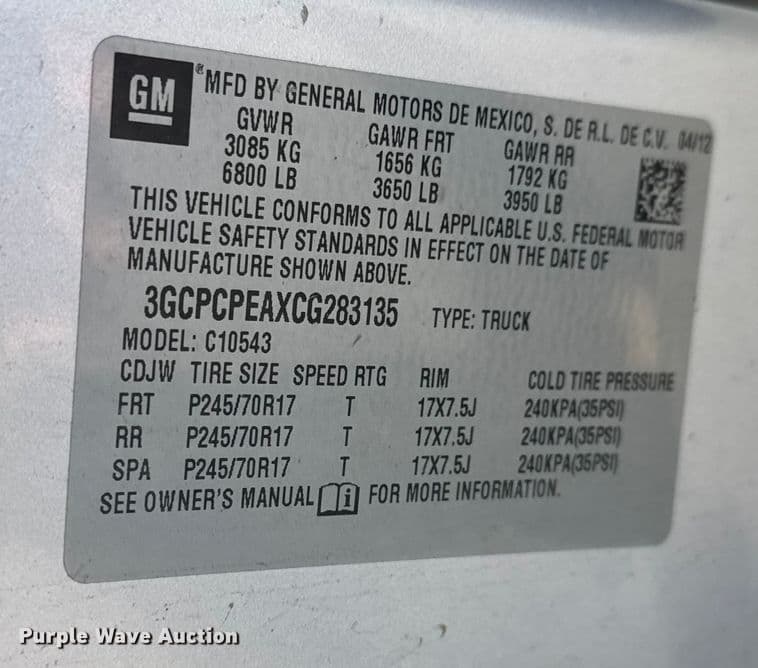 GM
® MFD BY GENERAL MOTORS DE MEXICO, S. DE R.L. DE C.V. 04/12
GVWR GAWR FRT GAWR RR
3085 KG 1656 KG 1792 KG
6800 LB 3650 LB 3950 LB
THIS VEHICLE CONFORMS TO ALL APPLICABLE U.S. FEDERAL MOTOR
VEHICLE SAFETY STANDARDS IN EFFECT ON THE DATE OF
MANUFACTURE SHOWN ABOVE.
3GCPCPEAXCG283135 TYPE: TRUCK
MODEL: C10543
CDJW TIRE SIZE SPEED RTG RIM COLD TIRE PRESSURE
FRT P245/70R17 T 17X7.5J 240KPA(35PSI)
RR P245/70R17 T 17X7.5J 240KPA(35PSI)
SPA P245/70R17 T 17X7.5J 240KPA(35PSI)
SEE OWNER'S MANUAL i FOR MORE INFORMATION.
Purple Wave Auction